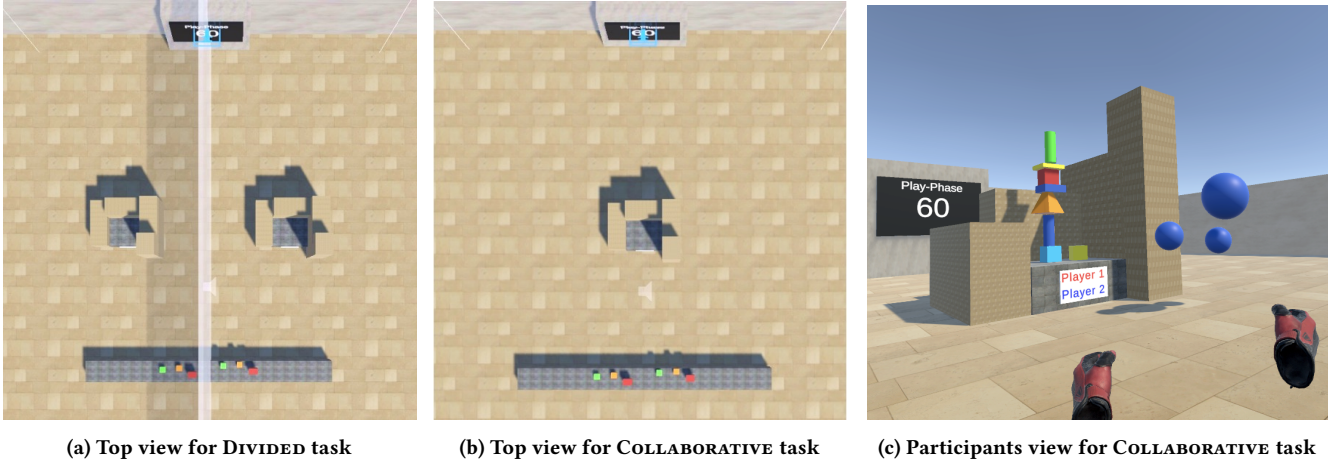 Play-Phase
60
Play-Phase
60
Play-Phase
60
Player 1
Player 2
(a) Top view for DIVIDED task
(b) Top view for COLLABORATIVE task
(c) Participants view for COLLABORATIVE task